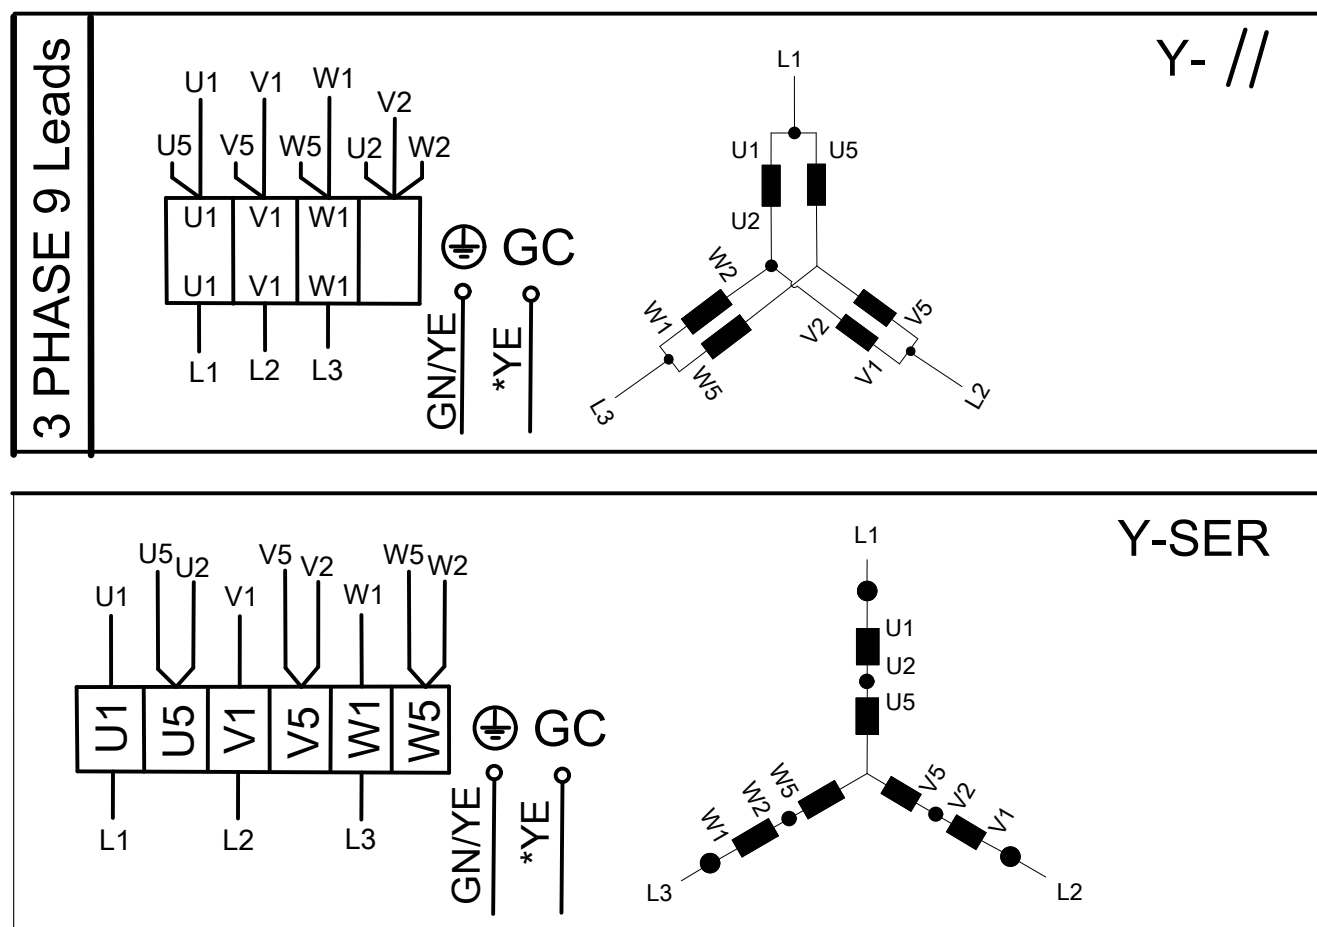 3 PHASE 9 Leads
Y- //
U1 V1 W1 V2
U5 V5 W5 U2 W2
U1 V1 W1
U1 V1 W1
L1 L2 L3
GC
GN/YE
*YE
L1
U1 U5
U2
W2
W1
W5
L3
V5
V2
V1
L2
Y-SER
U5 U2 V5 V2 W5 W2
U1 V1 W1
U1 U5 V1 V5 W1 W5
L1 L2 L3
GC
GN/YE
*YE
L1
U1
U2
U5
W5
W2
W1
L3
V5
V2
V1
L2